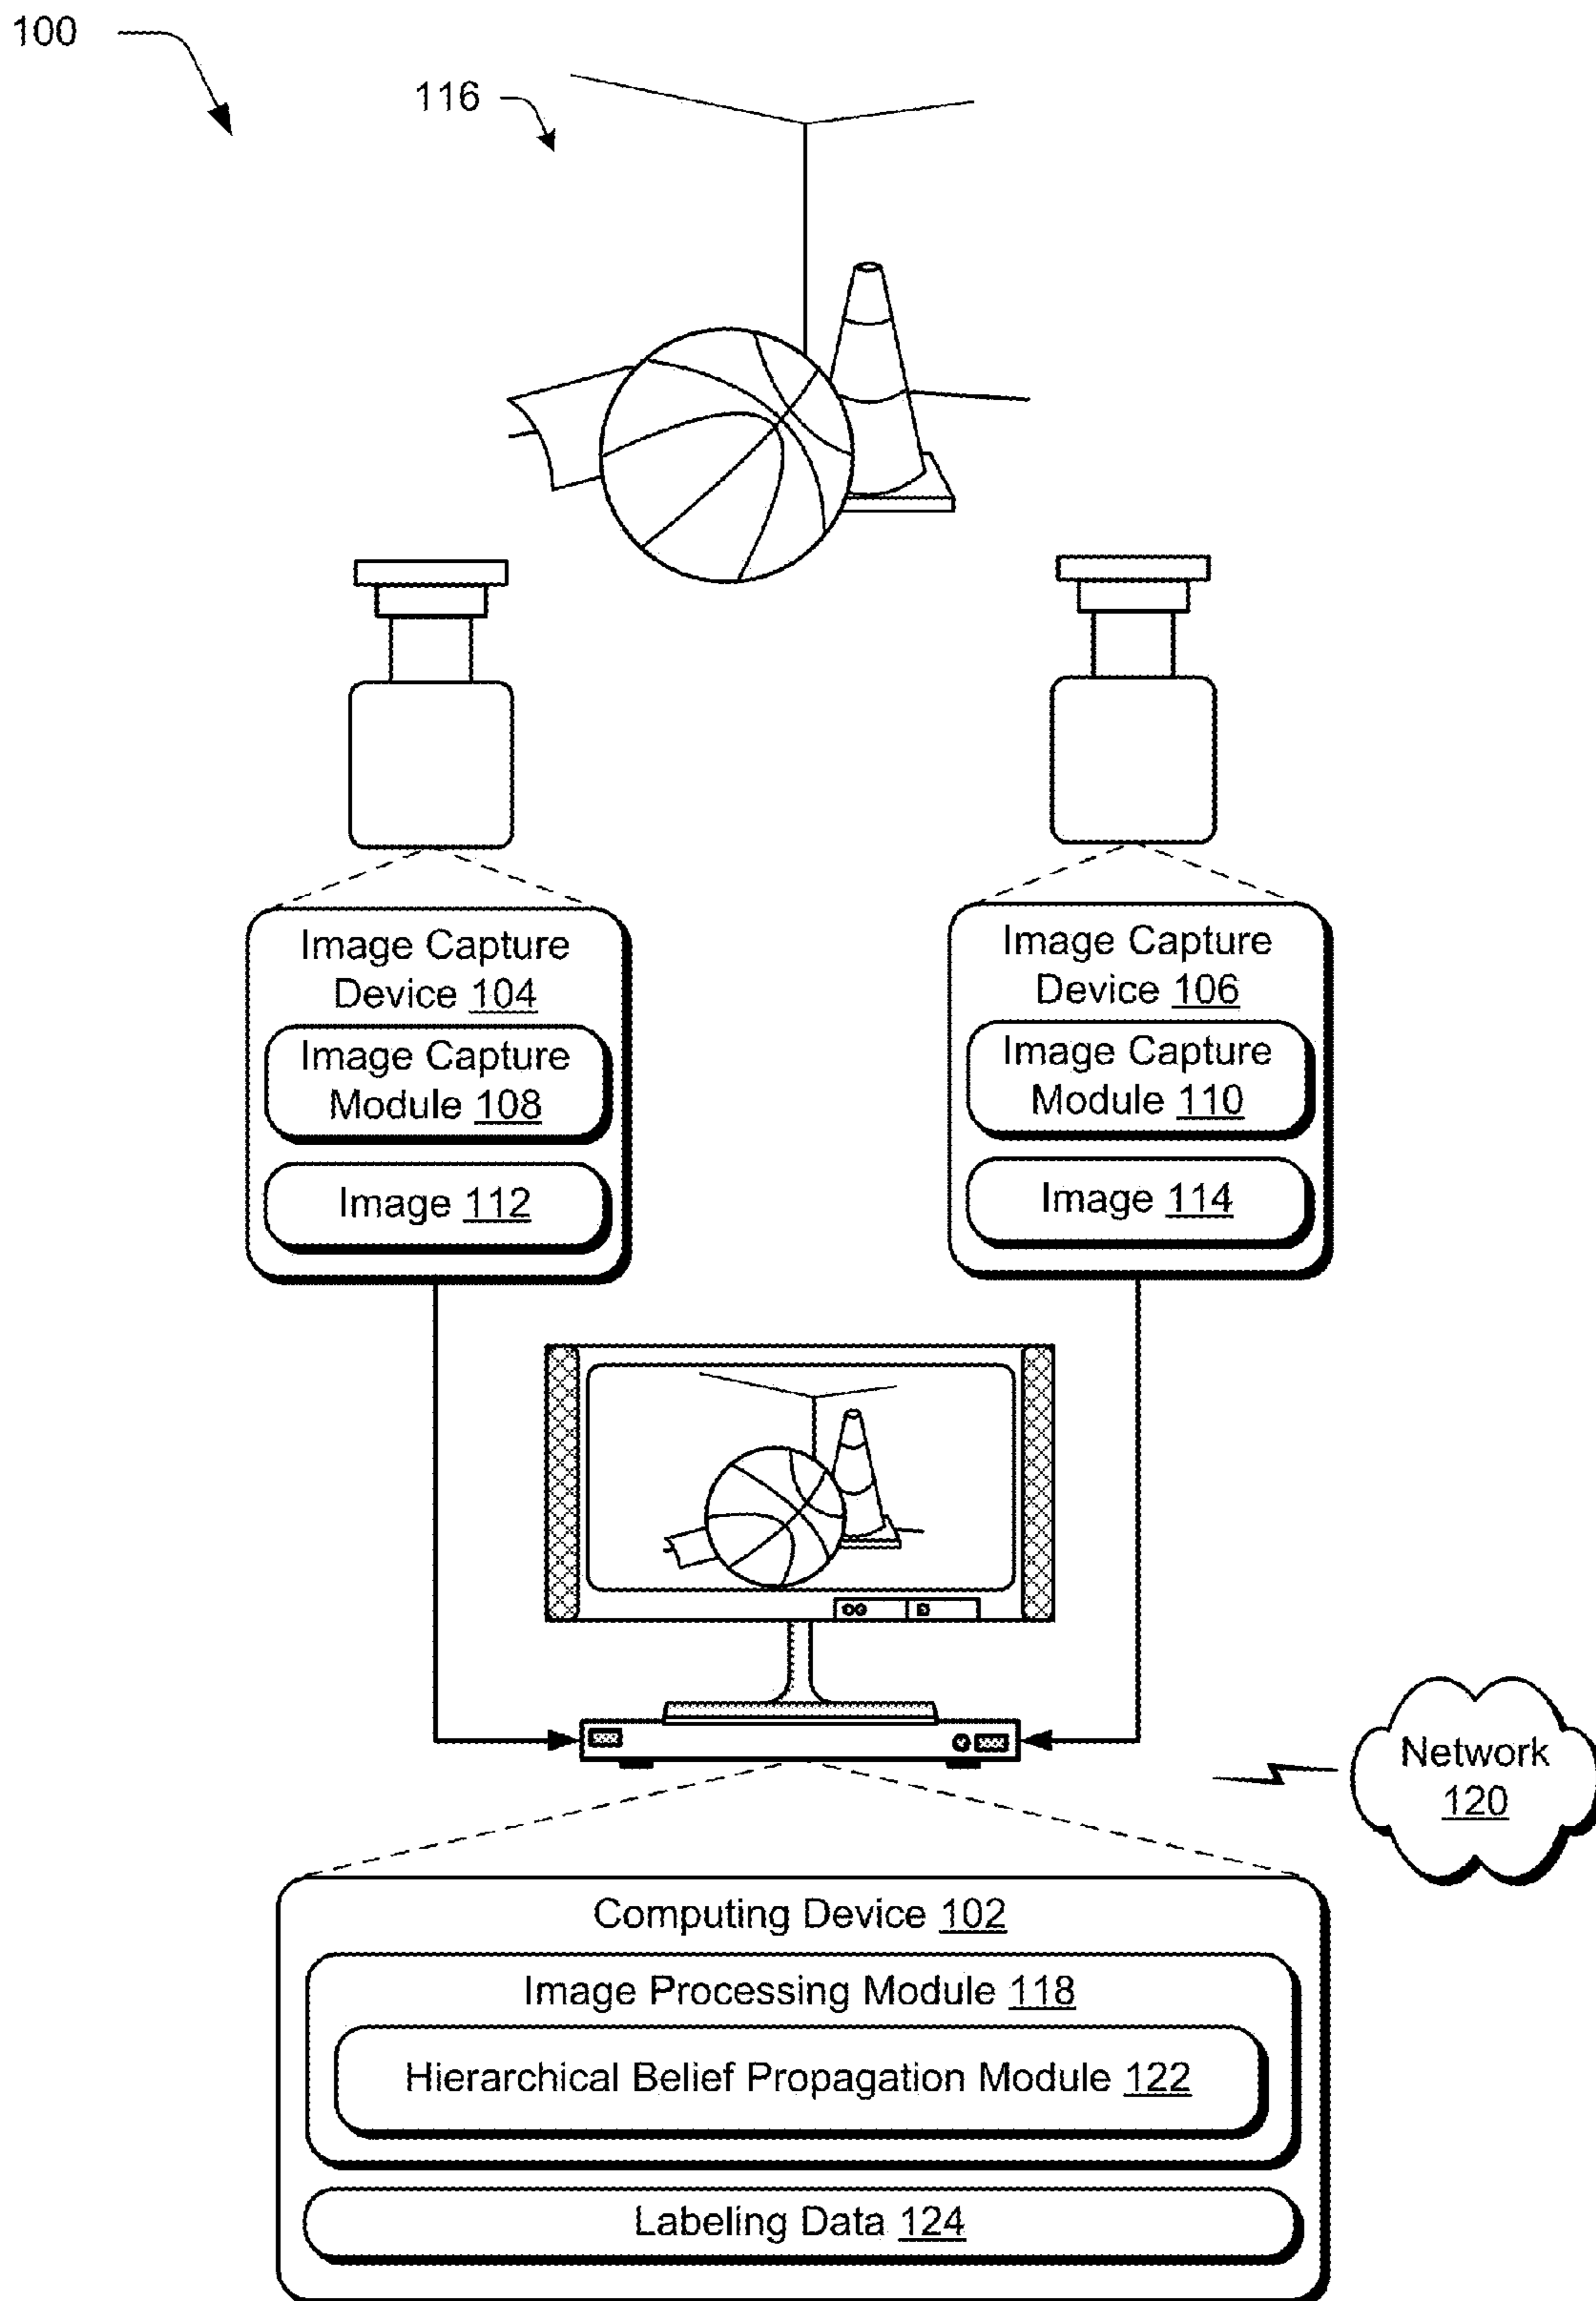 100
116
Image Capture
Device 104
Image Capture
Module 108
Image 112
Image Capture
Device 106
Image Capture
Module 110
Image 114
Network
120
Computing Device 102
Image Processing Module 118
Hierarchical Belief Propagation Module 122
Labeling Data 124